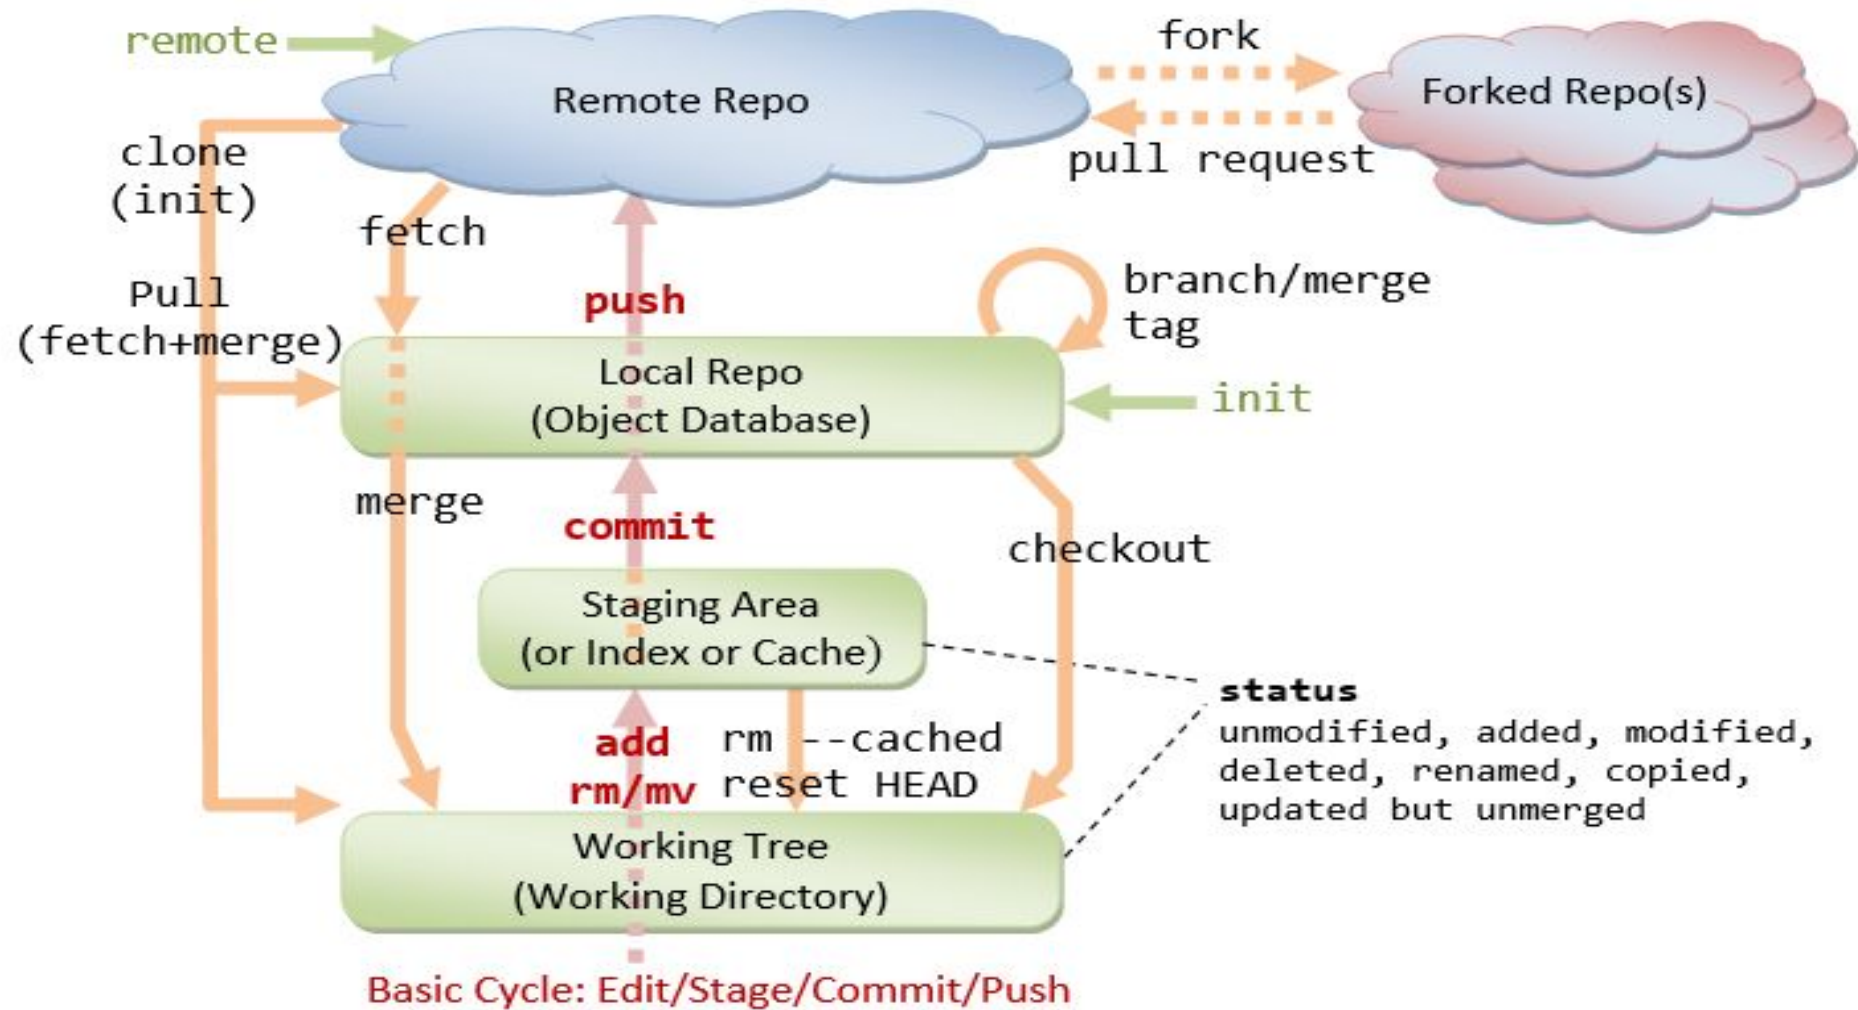 remote
Remote Repo
fork
Forked Repo(s)
pull request
clone
(init)
fetch
Pull
(fetch+merge)
push
branch/merge
tag
Local Repo
(Object Database)
init
merge
commit
checkout
Staging Area
(or Index or Cache)
status
unmodified, added, modified,
deleted, renamed, copied,
updated but unmerged
add
rm/mv
rm --cached
reset HEAD
Working Tree
(Working Directory)
Basic Cycle: Edit/Stage/Commit/Push